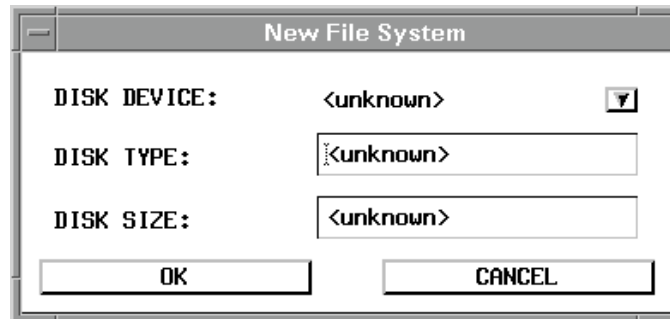 New File System
DISK DEVICE: <unknown>
DISK TYPE: <unknown>
DISK SIZE: <unknown>
OK CANCEL